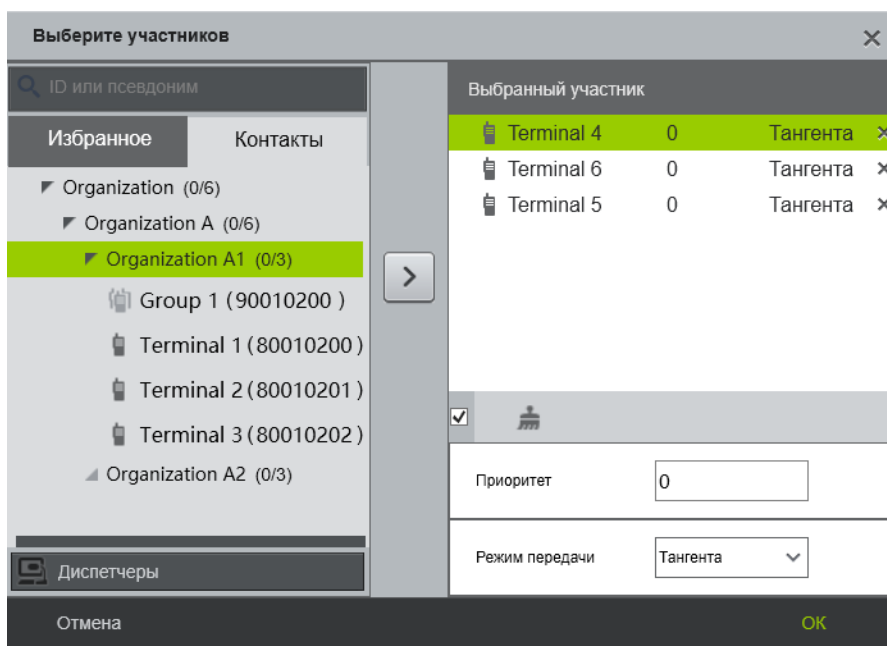 Выберите участников
ID или псевдоним
Избранное
Контакты
Organization (0/6)
Organization A (0/6)
Organization A1 (0/3)
Group 1 (90010200 )
Terminal 1 (80010200)
Terminal 2 (80010201)
Terminal 3 (80010202)
Organization A2 (0/3)
Диспетчеры
Выбранный участник
Terminal 4 0 Тангента
Terminal 6 0 Тангента
Terminal 5 0 Тангента
Приоритет 0
Режим передачи Тангента
Отмена
ОК